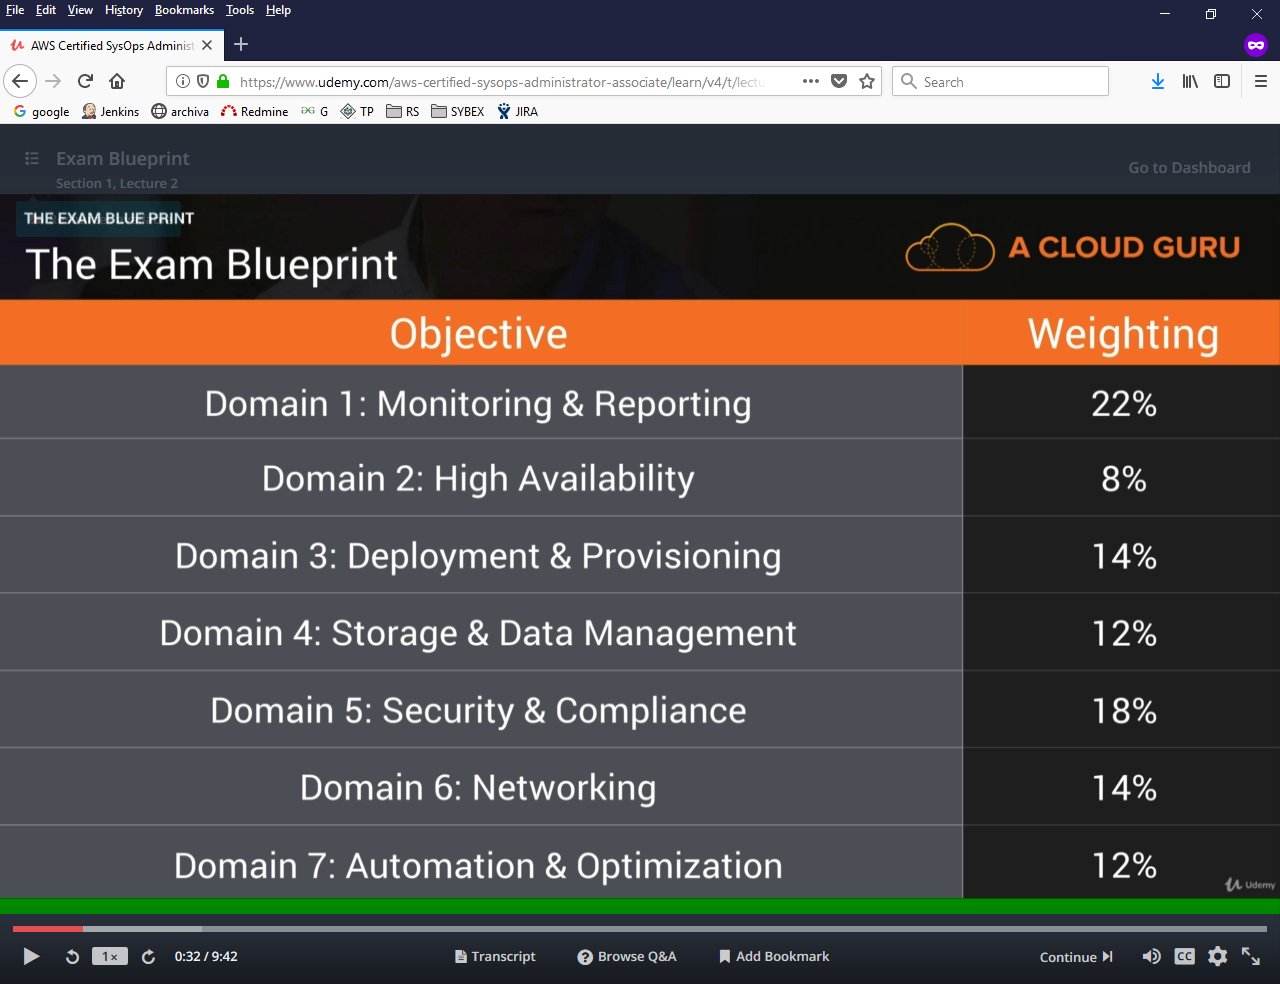 File Edit View History Bookmarks Tools Help
AWS Certified SysOps Administ
https://www.udemy.com/aws-certified-sysops-administrator-associate/learn/v4/t/lectu
Search
google Jenkins archiva Redmine G TP RS SYBEX JIRA
Exam Blueprint
Section 1, Lecture 2
Go to Dashboard
THE EXAM BLUE PRINT
The Exam Blueprint
A CLOUD GURU
Objective Weighting
Domain 1: Monitoring & Reporting 22%
Domain 2: High Availability 8%
Domain 3: Deployment & Provisioning 14%
Domain 4: Storage & Data Management 12%
Domain 5: Security & Compliance 18%
Domain 6: Networking 14%
Domain 7: Automation & Optimization 12%
Udemy
1x 0:32 / 9:42 Transcript Browse Q&A Add Bookmark Continue CC